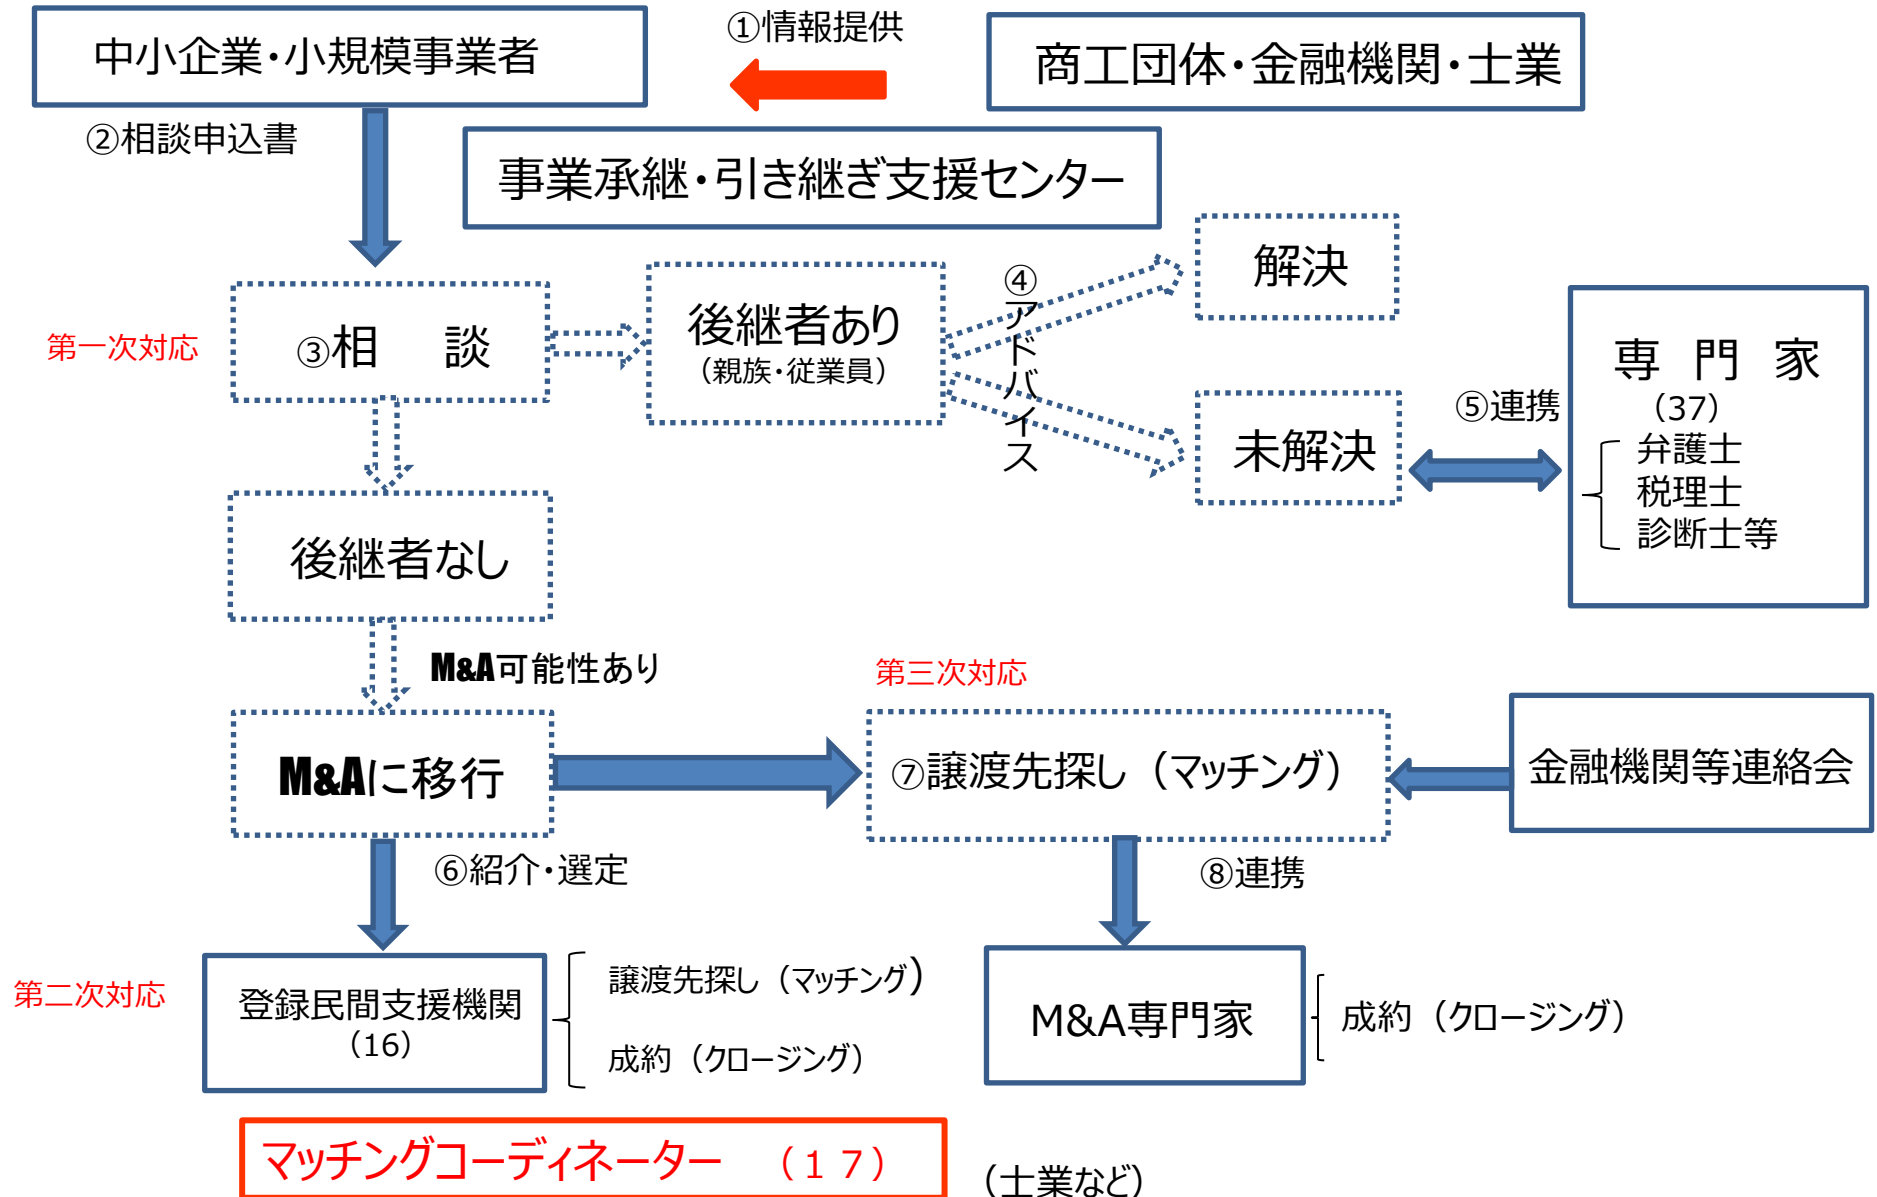 中小企業・小規模事業者
①情報提供
商工団体・金融機関・士業
②相談申込書
事業承継・引き継ぎ支援センター
第一次対応
③相　談
後継者あり
（親族・従業員）
④アドバイス
解決
未解決
⑤連携
専　門　家
（37）
弁護士
税理士
診断士等
後継者なし
M&A可能性あり
第三次対応
M&Aに移行
⑦譲渡先探し（マッチング）
金融機関等連絡会
⑥紹介・選定
⑧連携
第二次対応
登録民間支援機関
（16）
譲渡先探し（マッチング）
成約（クロージング）
M&A専門家
成約（クロージング）
マッチングコーディネーター　（１７）
（士業など）